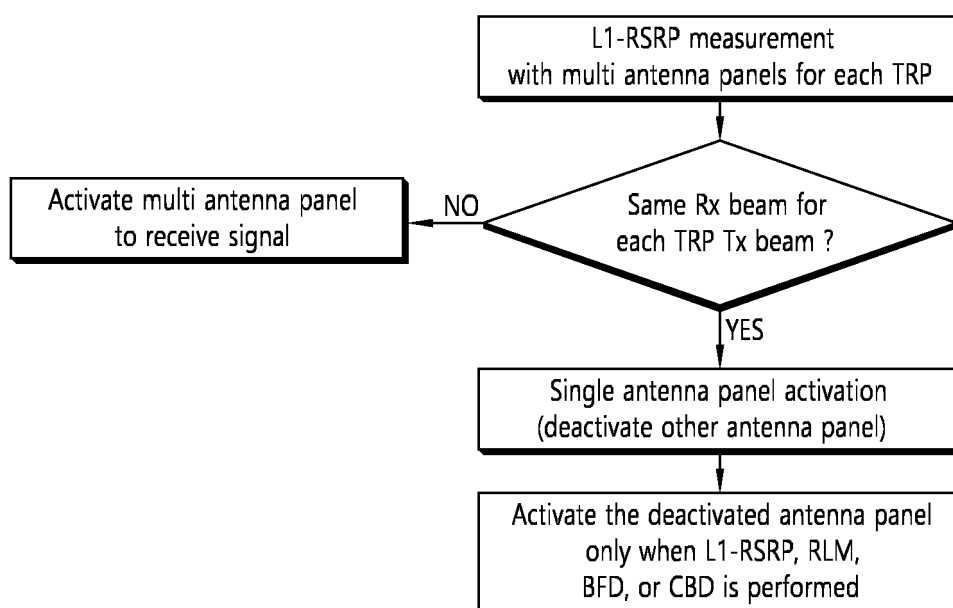 L1-RSRP measurement
with multi antenna panels for each TRP
Same Rx beam for
each TRP Tx beam ?
NO
Activate multi antenna panel
to receive signal
YES
Single antenna panel activation
(deactivate other antenna panel)
Activate the deactivated antenna panel
only when L1-RSRP, RLM,
BFD, or CBD is performed